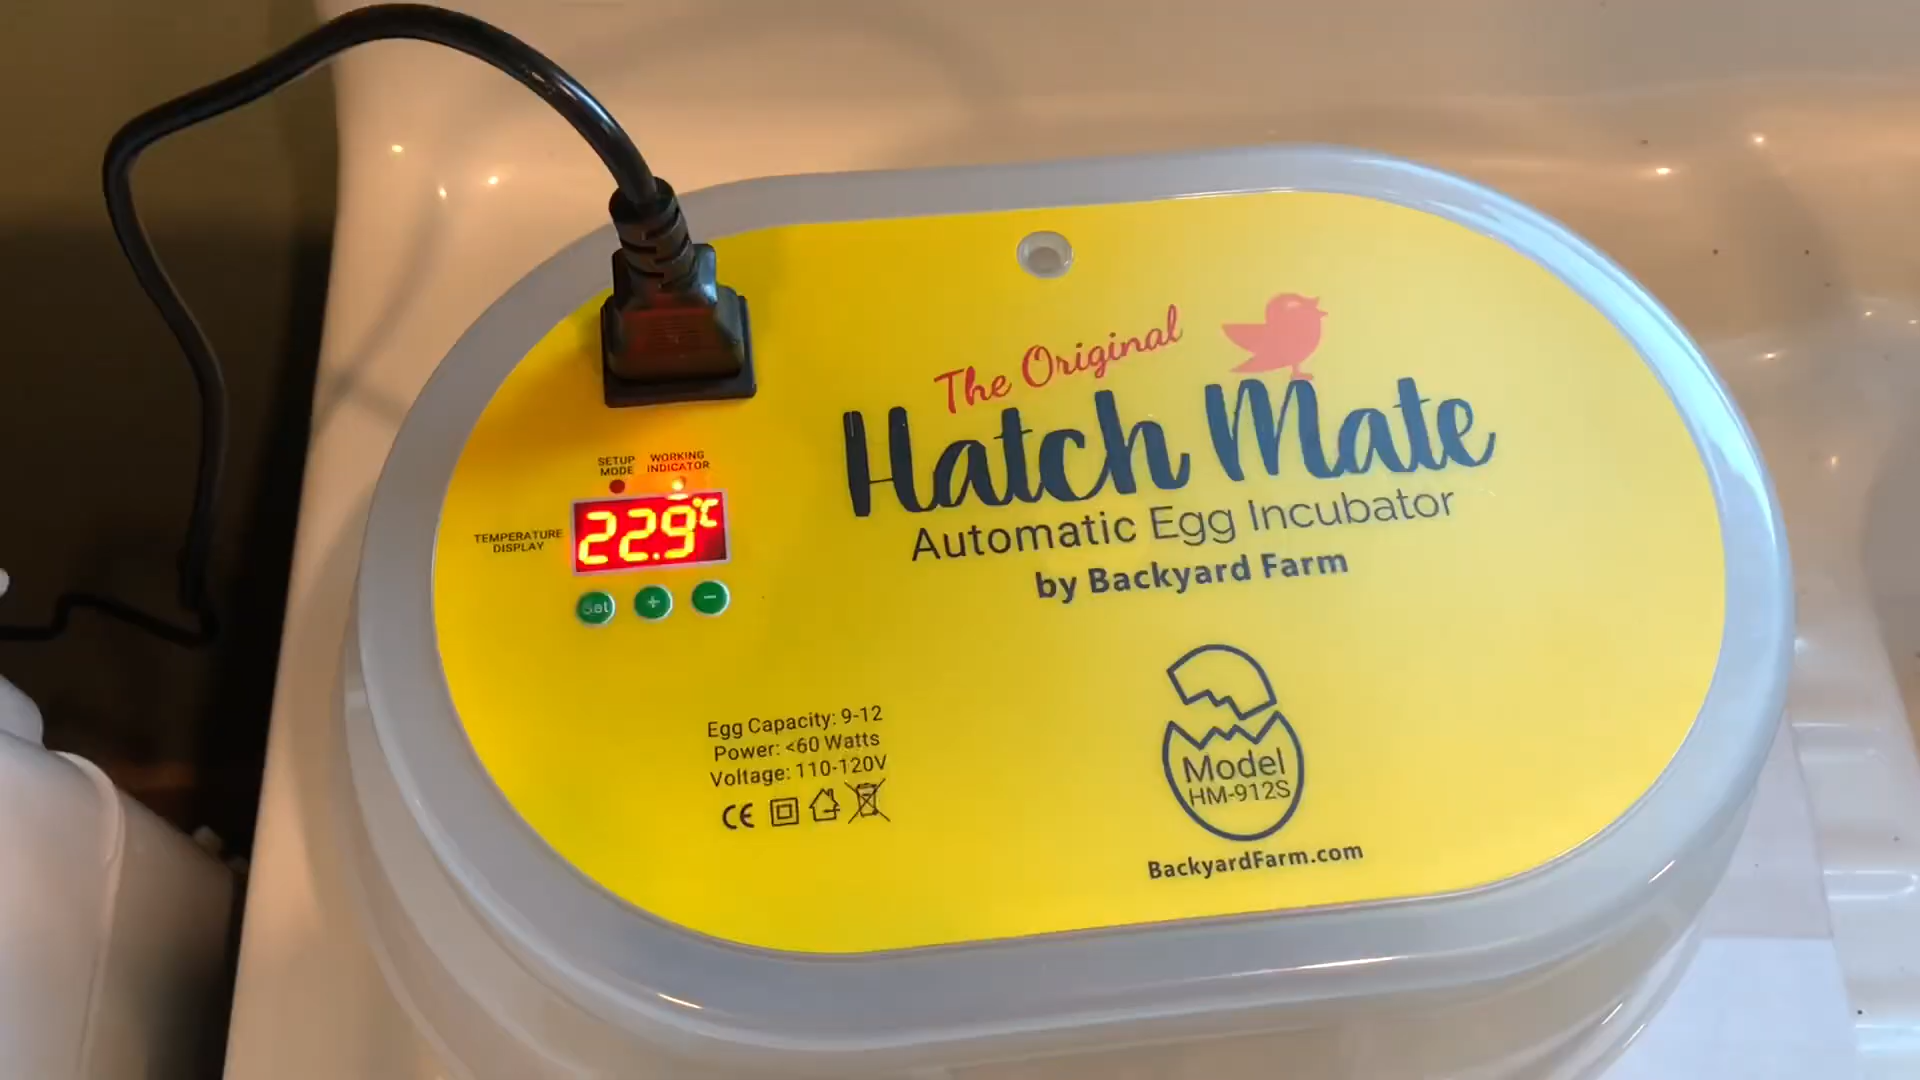 The Original
Hatch Mate
Automatic Egg Incubator
by Backyard Farm
SETUP
MODE
WORKING
INDICATOR
TEMPERATURE
DISPLAY
22.9°C
Set
+
−
Egg Capacity: 9-12
Power: <60 Watts
Voltage: 110-120V
CE
Model
HM-912S
BackyardFarm.com